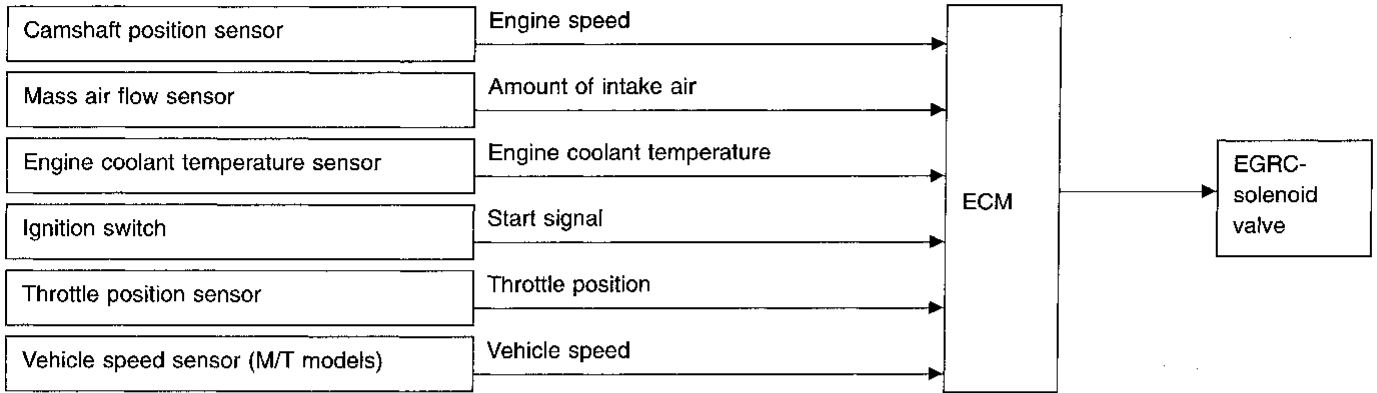 Camshaft position sensor
Engine speed
Mass air flow sensor
Amount of intake air
Engine coolant temperature sensor
Engine coolant temperature
Ignition switch
Start signal
Throttle position sensor
Throttle position
Vehicle speed sensor (M/T models)
Vehicle speed
ECM
EGRC-
solenoid
valve